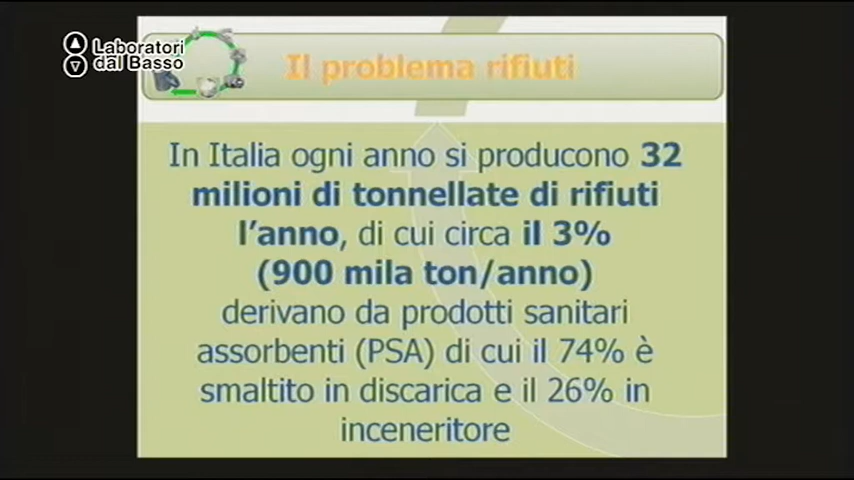 Laboratori
dal Basso
Il problema rifiuti
In Italia ogni anno si producono 32
milioni di tonnellate di rifiuti
l'anno, di cui circa il 3%
(900 mila ton/anno)
derivano da prodotti sanitari
assorbenti (PSA) di cui il 74% è
smaltito in discarica e il 26% in
inceneritore